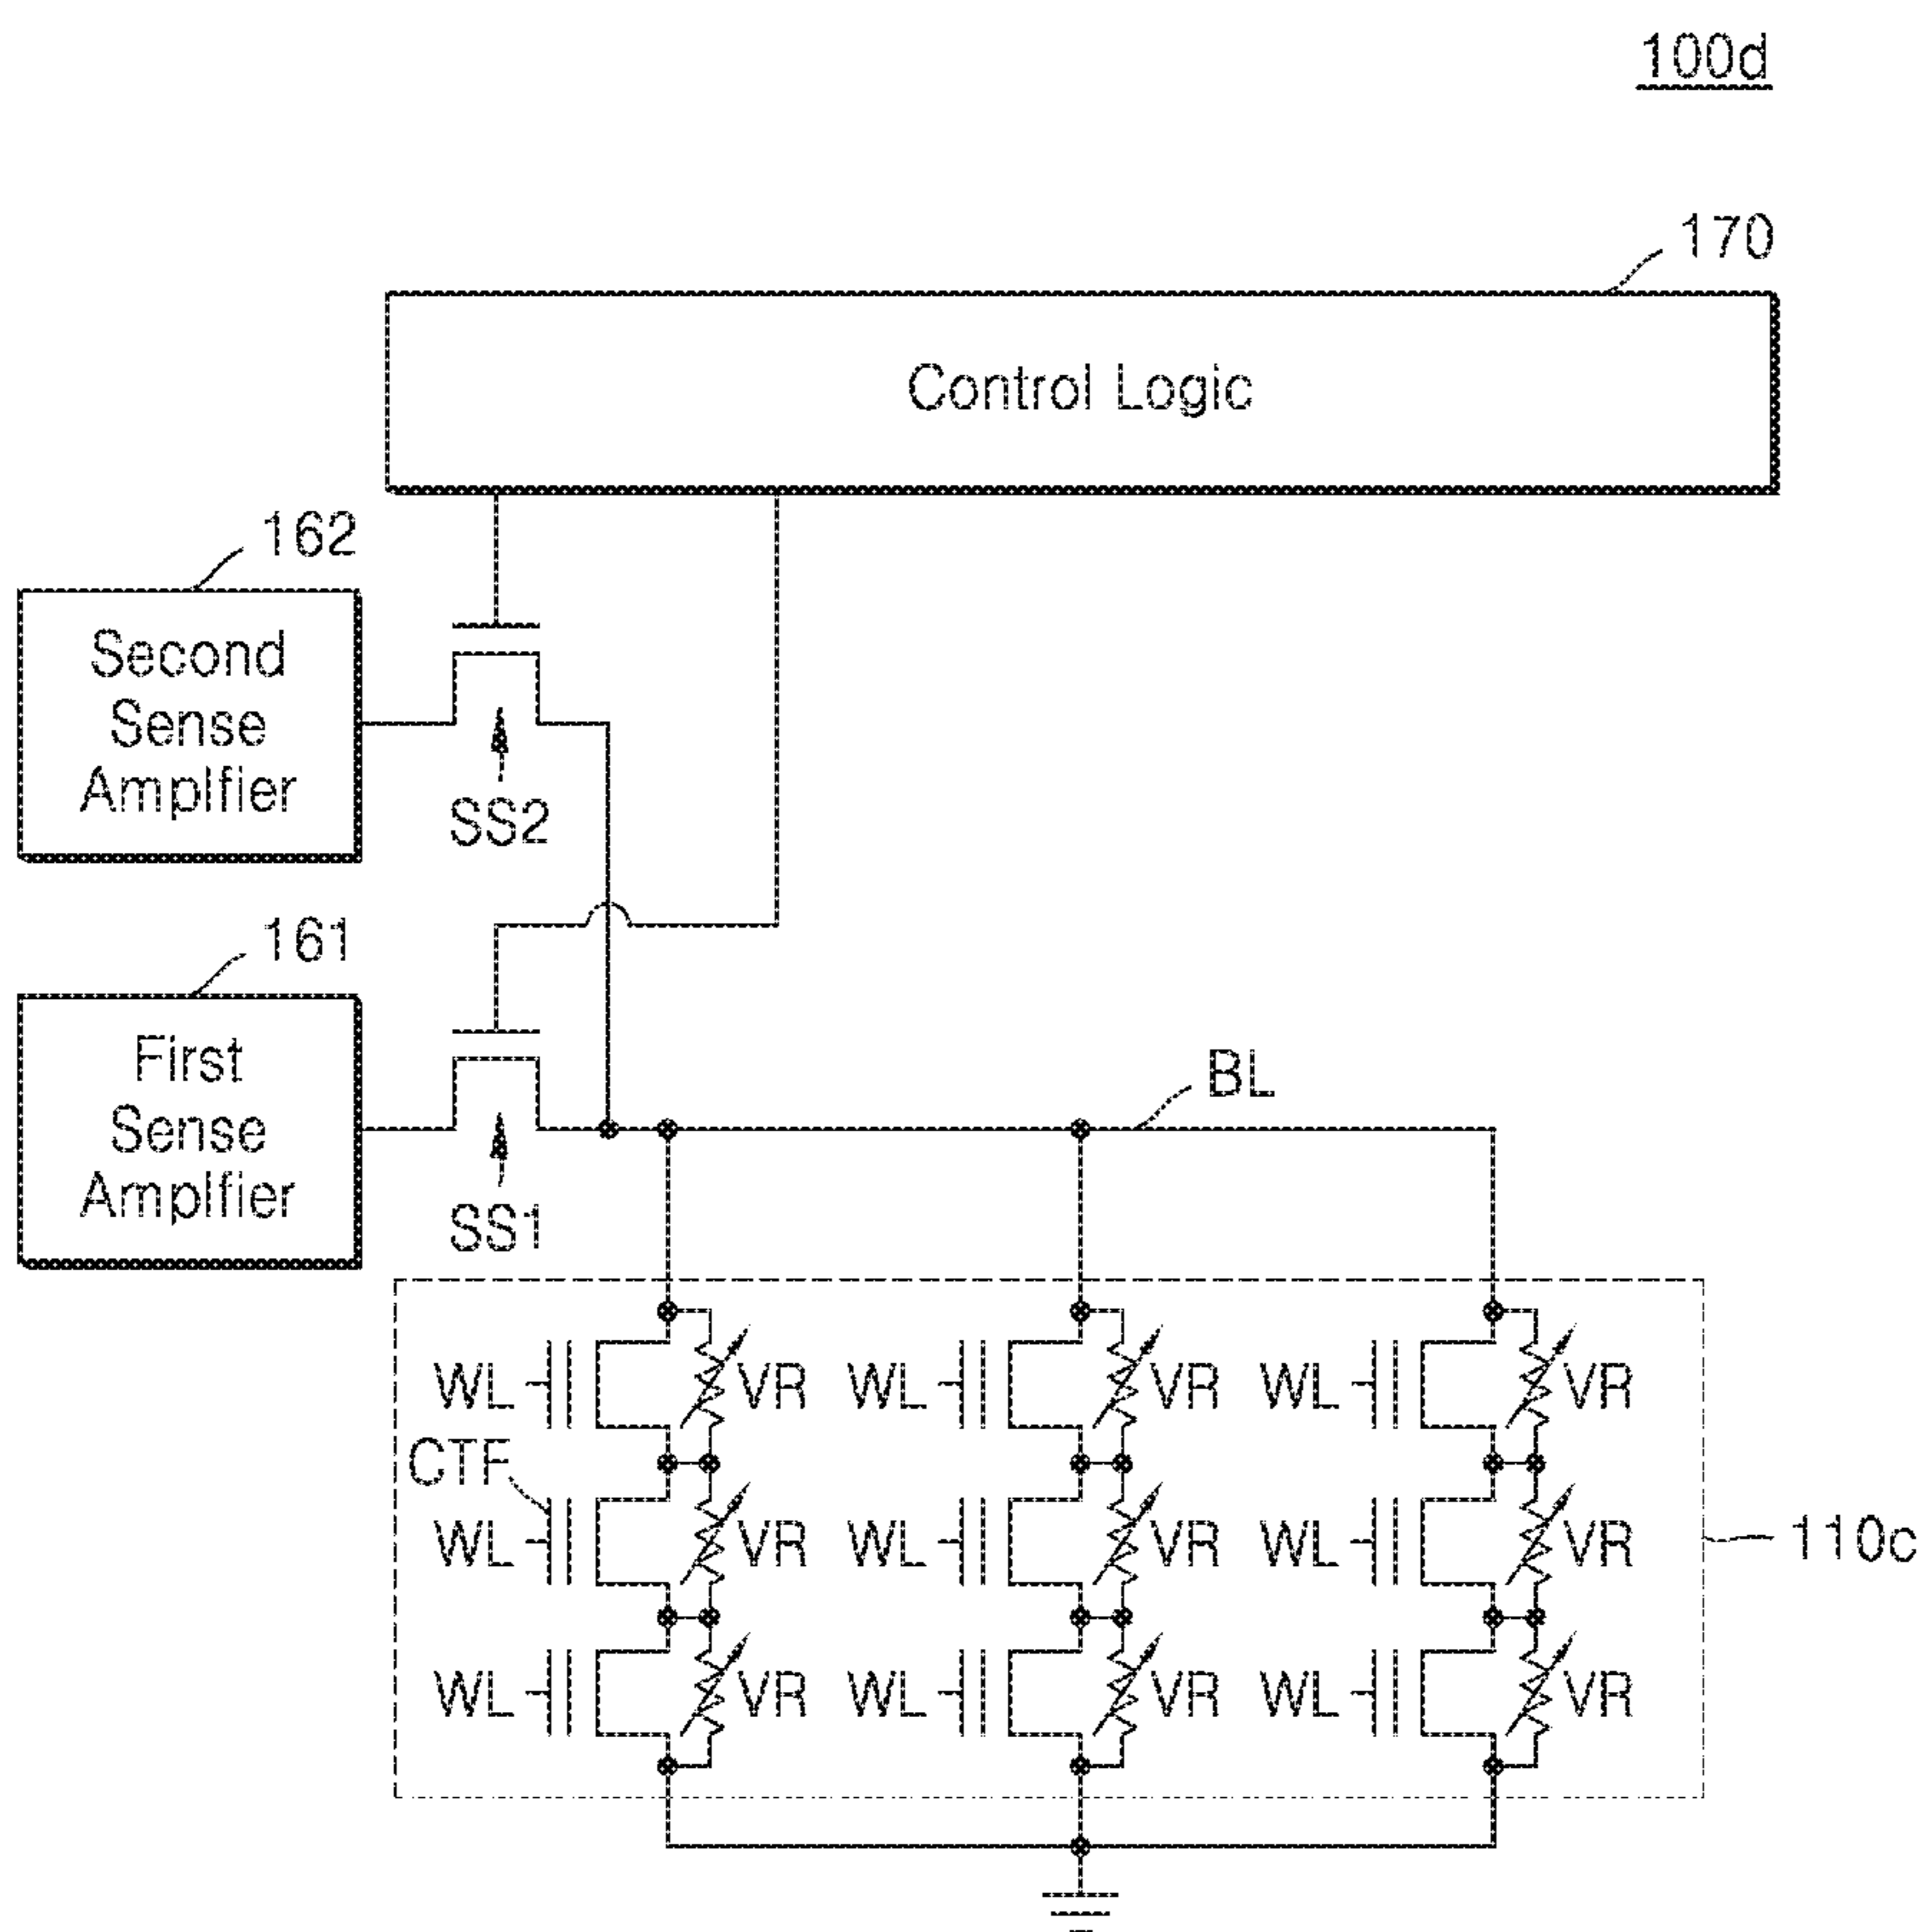 100d
170
Control Logic
162
Second
Sense
Amplfier
SS2
161
First
Sense
Amplfier
SS1
BL
WL VR WL VR WL VR
CTF
WL VR WL VR WL VR
110c
WL VR WL VR WL VR